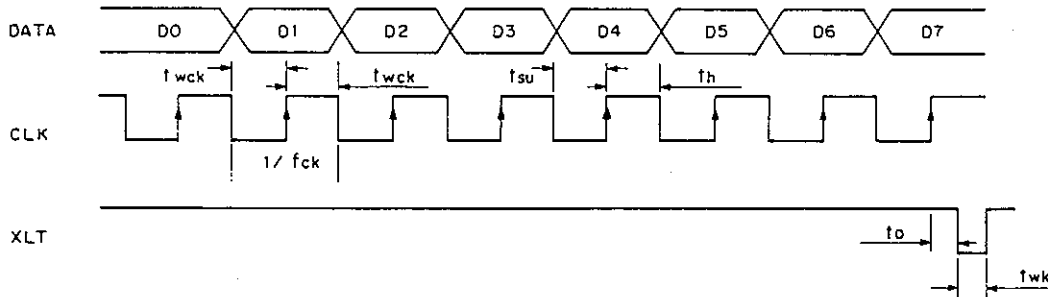 DATA D0 D1 D2 D3 D4 D5 D6 D7
twck twck tsu th
CLK
1/ fck
XLT
to
twk